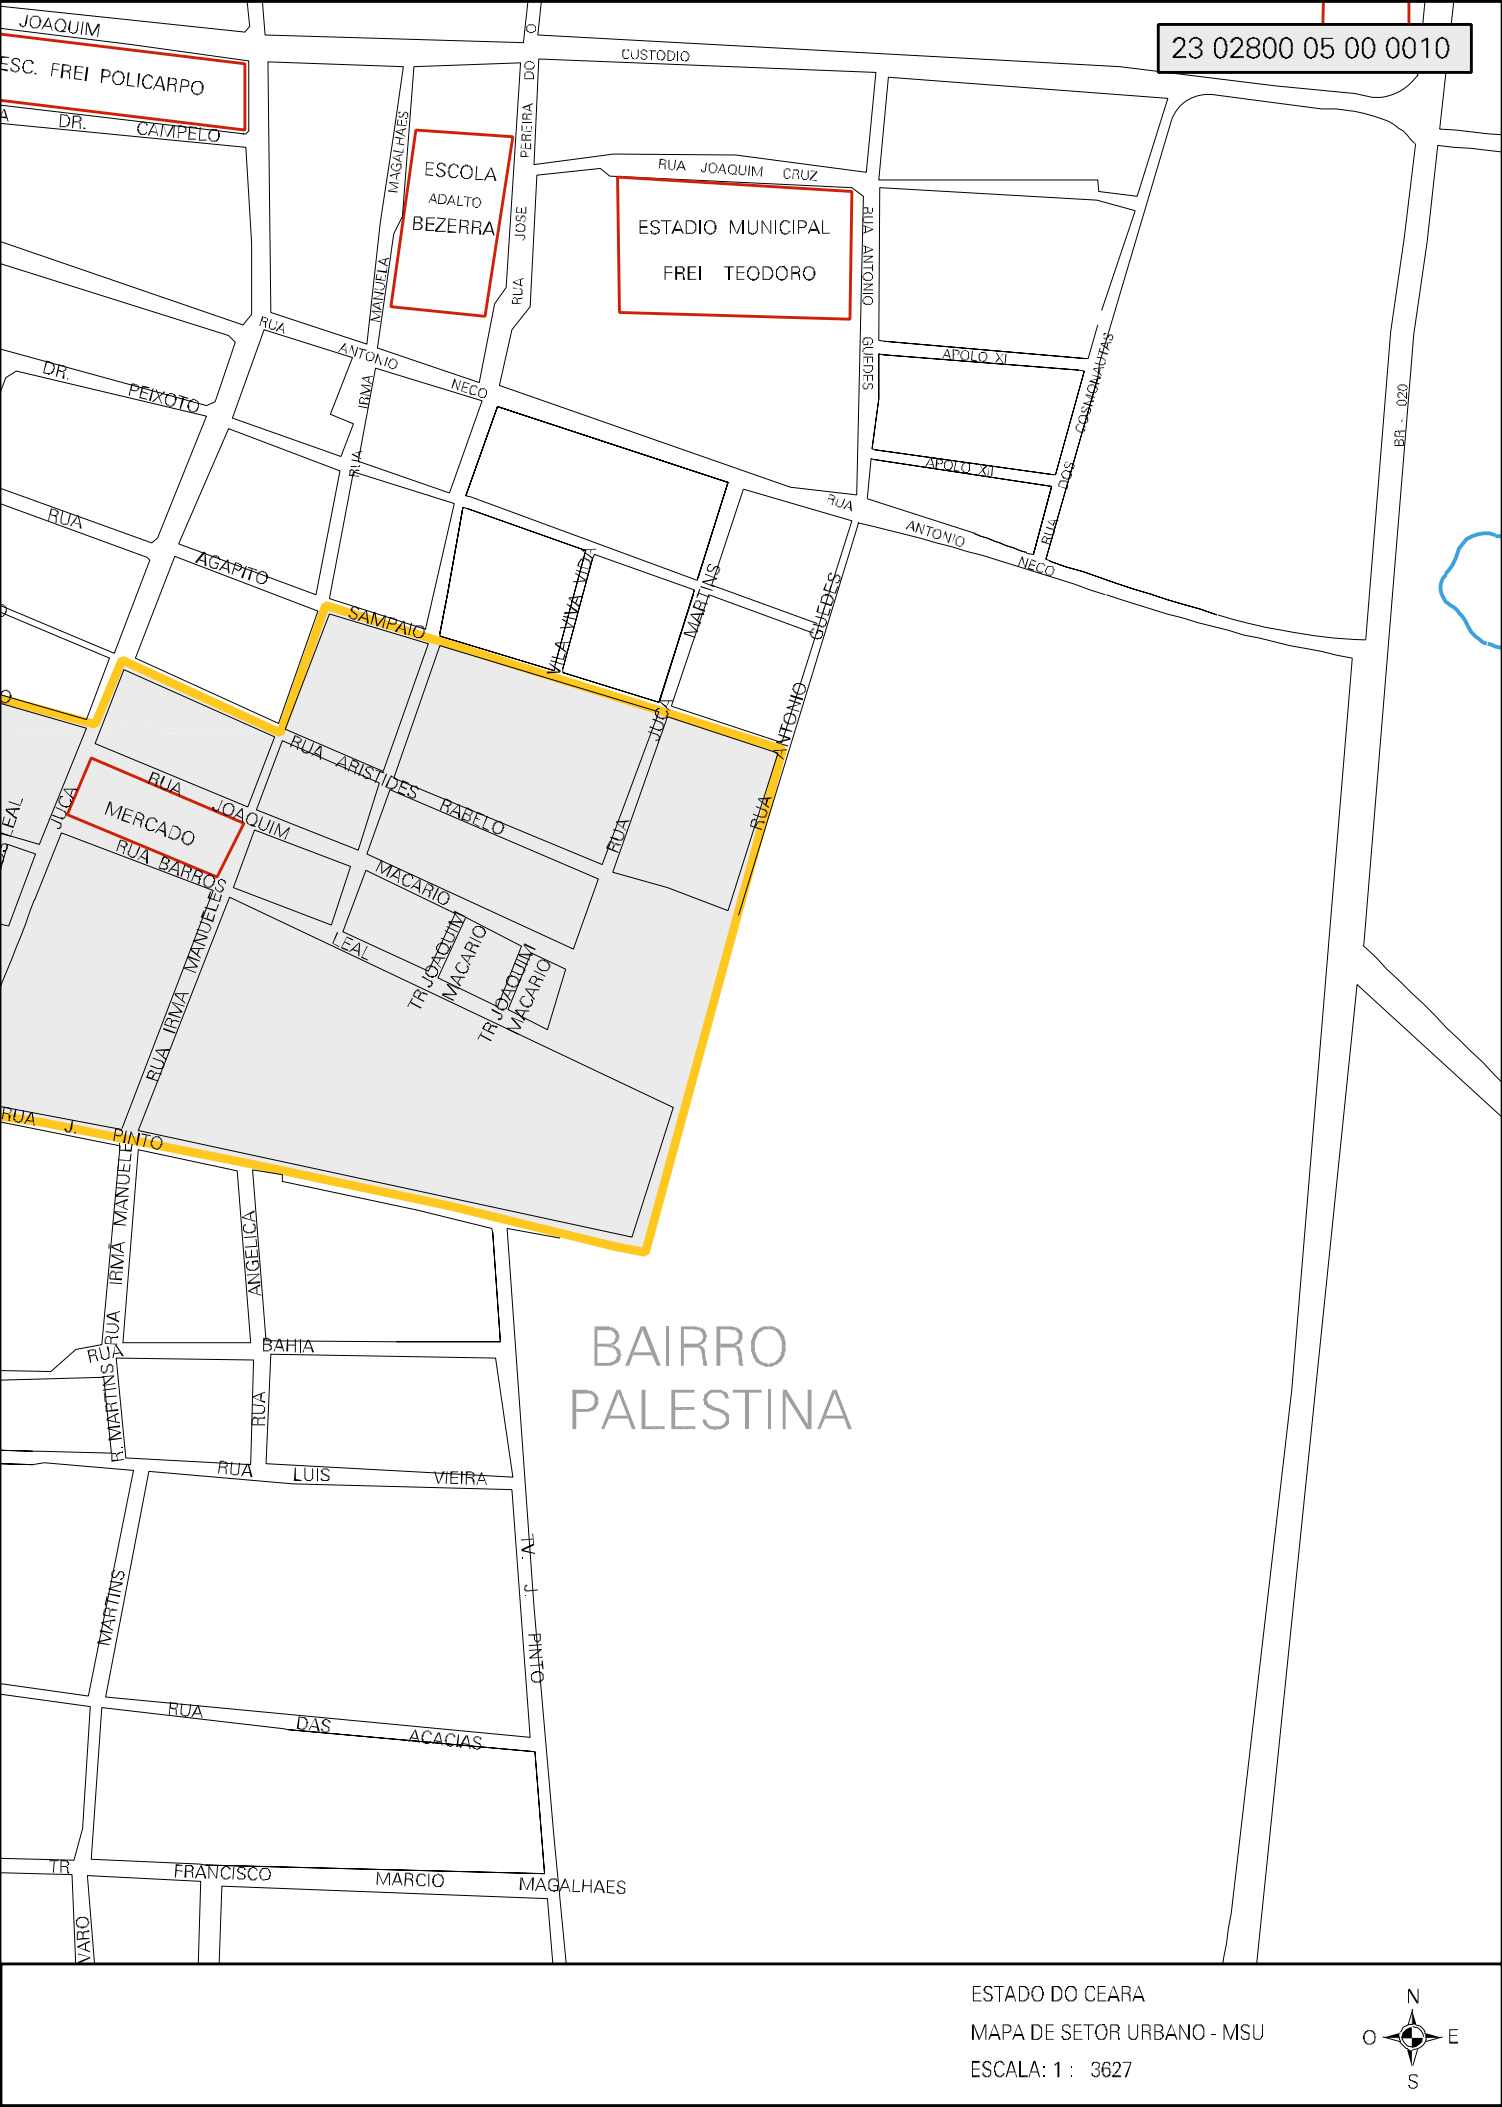 JOAQUIM
CUSTODIO
23 02800 05 00 0010
ESC. FREI POLICARPO
DR. CAMPELO
MANUELA MAGALHAES
ESCOLA
ADALTO
BEZERRA
RUA JOSE PEREIRA DO O
RUA JOAQUIM CRUZ
ESTADIO MUNICIPAL
FREI TEODORO
RUA ANTONIO GUEDES
APOLO XI
APOLO XII
RUA DOS COSMONAUTAS
BR - 020
RUA ANTONIO NECO
DR. PEIXOTO
RUA IRMA
RUA ANTONIO NECO
RUA AGAPITO SAMPAIO
VILA VIVA VIDA
RUA JUCA MARTINS
RUA ANTONIO GUEDES
RUA ARISTIDES RABELO
RUA JOAQUIM MACARIO
MERCADO
JUCA
LEAL
RUA BARROS LEAL
TR JOAQUIM
MACARIO
TR JOAQUIM
MACARIO
RUA IRMA MANUELE
RUA J. PINTO
RUA IRMÃ MANUELE
RUA ANGELICA
RUA BAHIA
R. MARTINS
BAIRRO
PALESTINA
RUA LUIS VIEIRA
TV. J. PINTO
MARTINS
RUA DAS ACACIAS
TR FRANCISCO MARCIO MAGALHAES
VARO
ESTADO DO CEARA
MAPA DE SETOR URBANO - MSU
ESCALA: 1 : 3627
N
O E
S